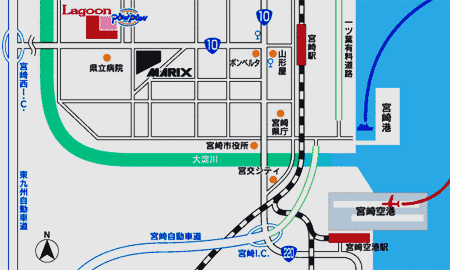 Lagoon
powpow
10
10
一ツ葉有料道路
宮崎西I.C.
県立病院
MARIX
ボンベルタ
山形屋
宮崎駅
宮崎港
宮崎県庁
宮崎市役所
大淀川
宮交シティ
東九州自動車道
宮崎自動車道
宮崎I.C.
220
宮崎空港
宮崎空港駅
N